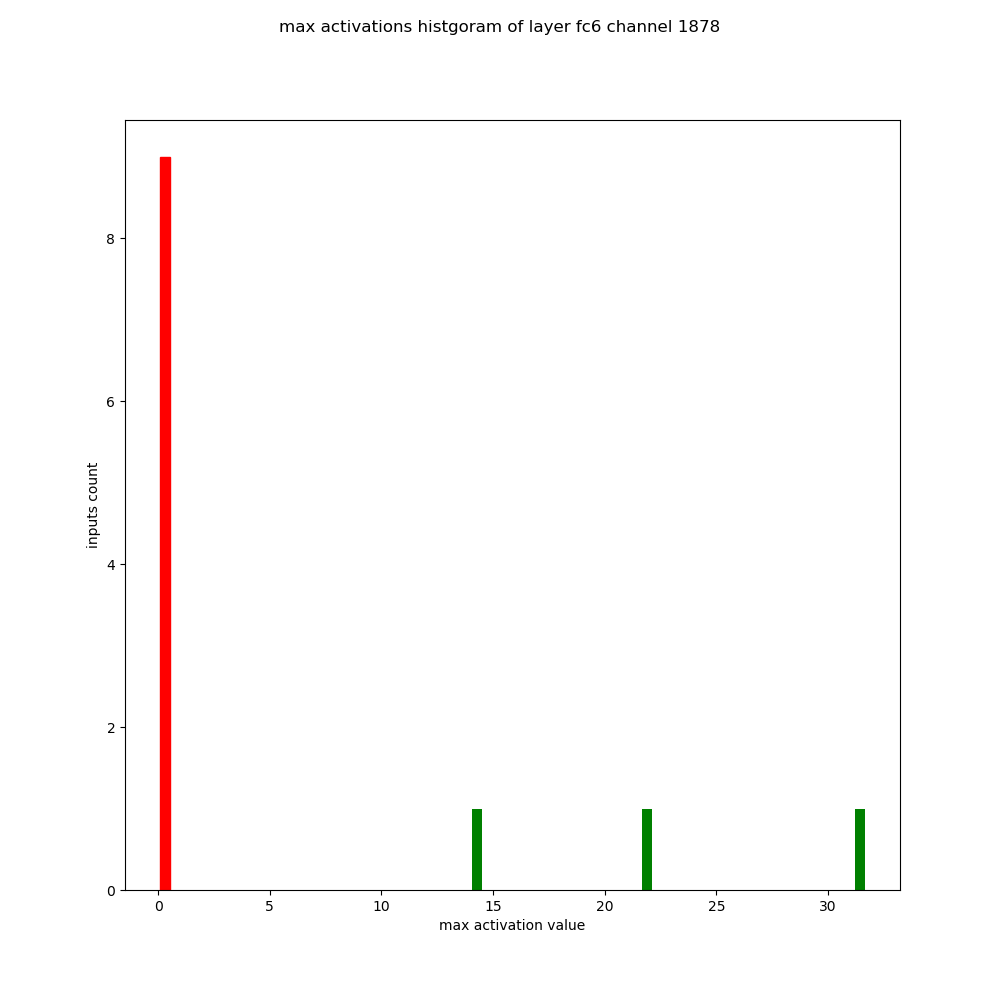 max activations histgoram of layer fc6 channel 1878
8
6
4
2
0
inputs count
0 5 10 15 20 25 30
max activation value